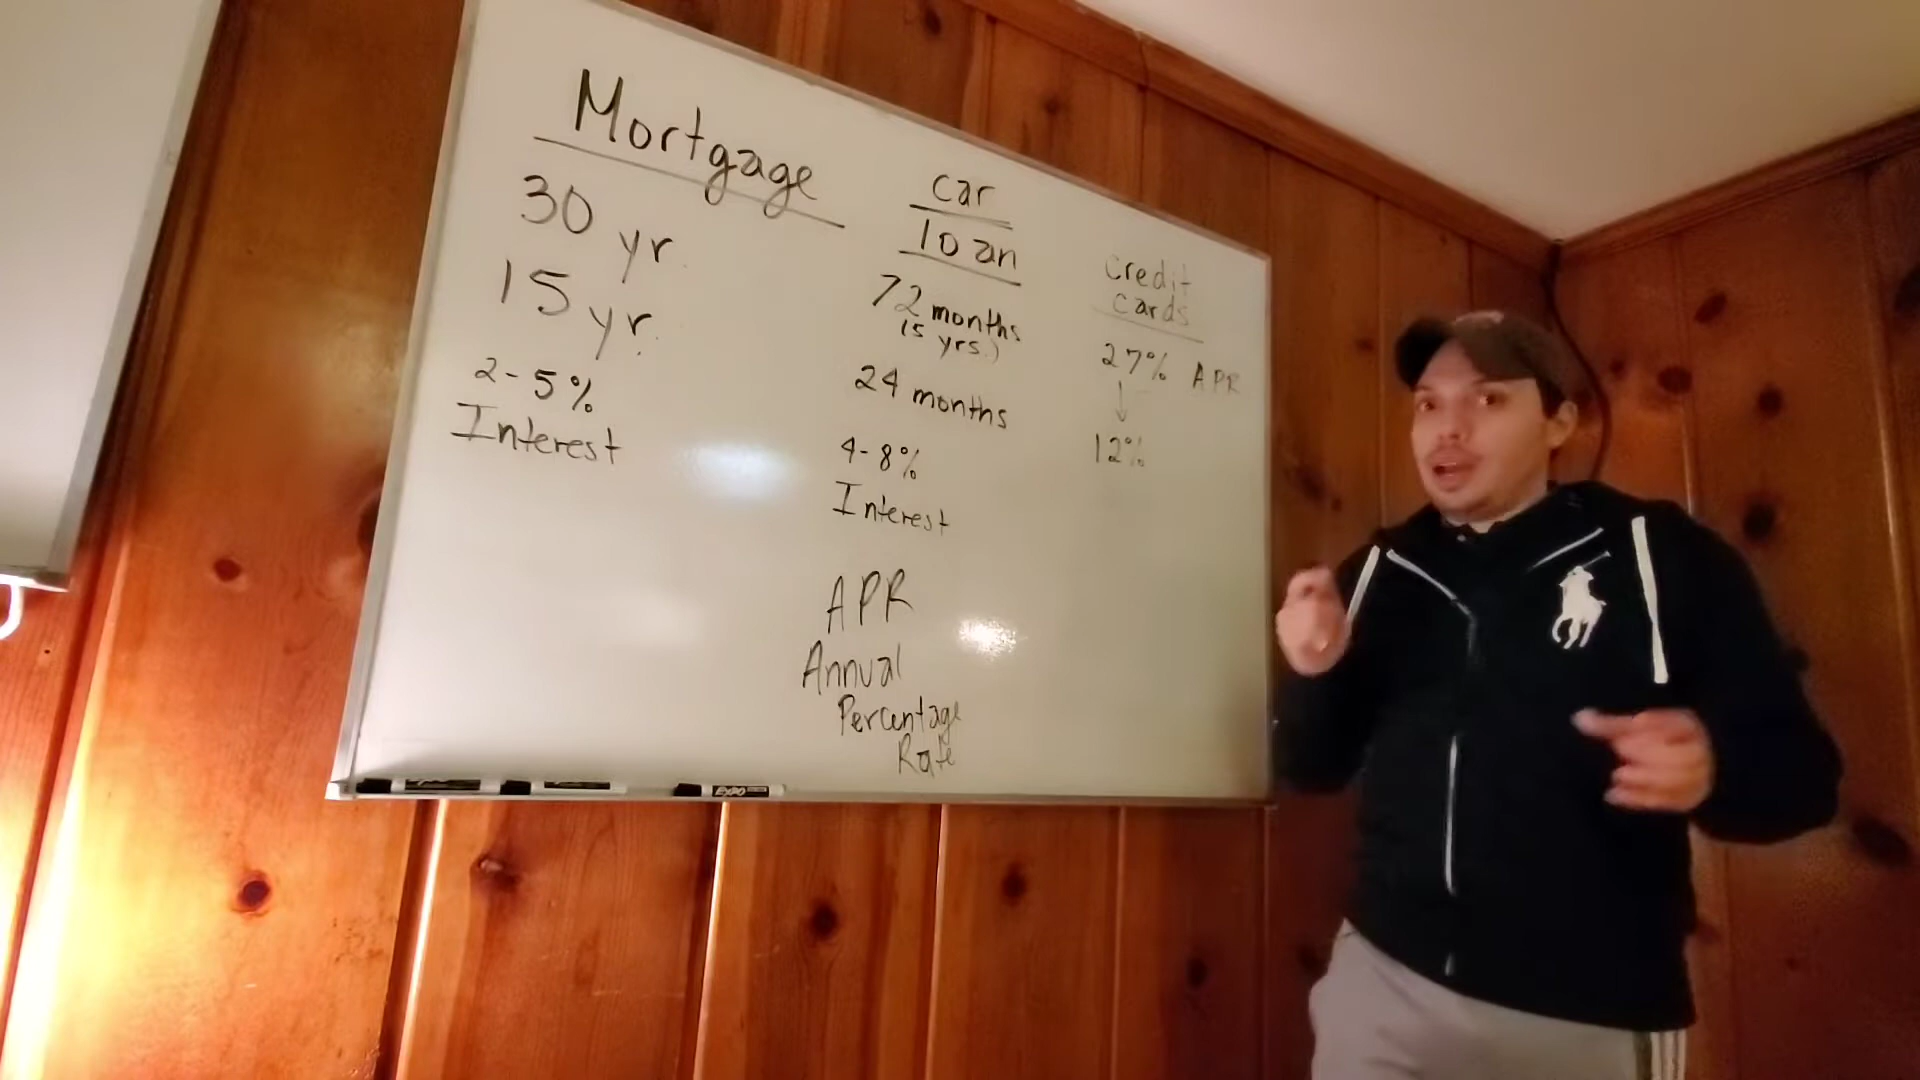 Mortgage
30 yr.
15 yr.
2-5%
Interest
car
loan
72 months
(5 yrs.)
24 months
4-8%
Interest
APR
Annual
Percentage
Rate
credit
cards
27% APR
12%
EXPO